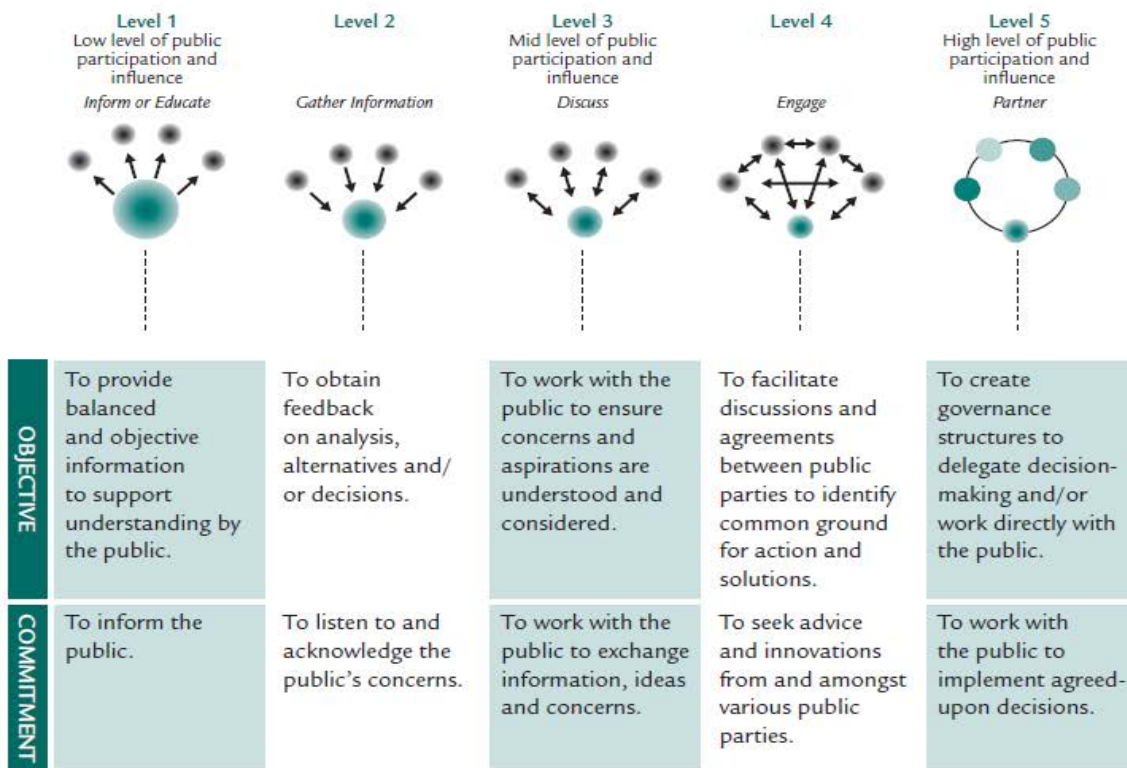 Level 1
Low level of public
participation and
influence
Inform or Educate
Level 2
Gather Information
Level 3
Mid level of public
participation and
influence
Discuss
Level 4
Engage
Level 5
High level of public
participation and
influence
Partner
OBJECTIVE
To provide
balanced
and objective
information
to support
understanding by
the public.
To obtain
feedback
on analysis,
alternatives and/
or decisions.
To work with the
public to ensure
concerns and
aspirations are
understood and
considered.
To facilitate
discussions and
agreements
between public
parties to identify
common ground
for action and
solutions.
To create
governance
structures to
delegate decision-
making and/or
work directly with
the public.
COMMITMENT
To inform the
public.
To listen to and
acknowledge the
public's concerns.
To work with the
public to exchange
information, ideas
and concerns.
To seek advice
and innovations
from and amongst
various public
parties.
To work with
the public to
implement agreed-
upon decisions.